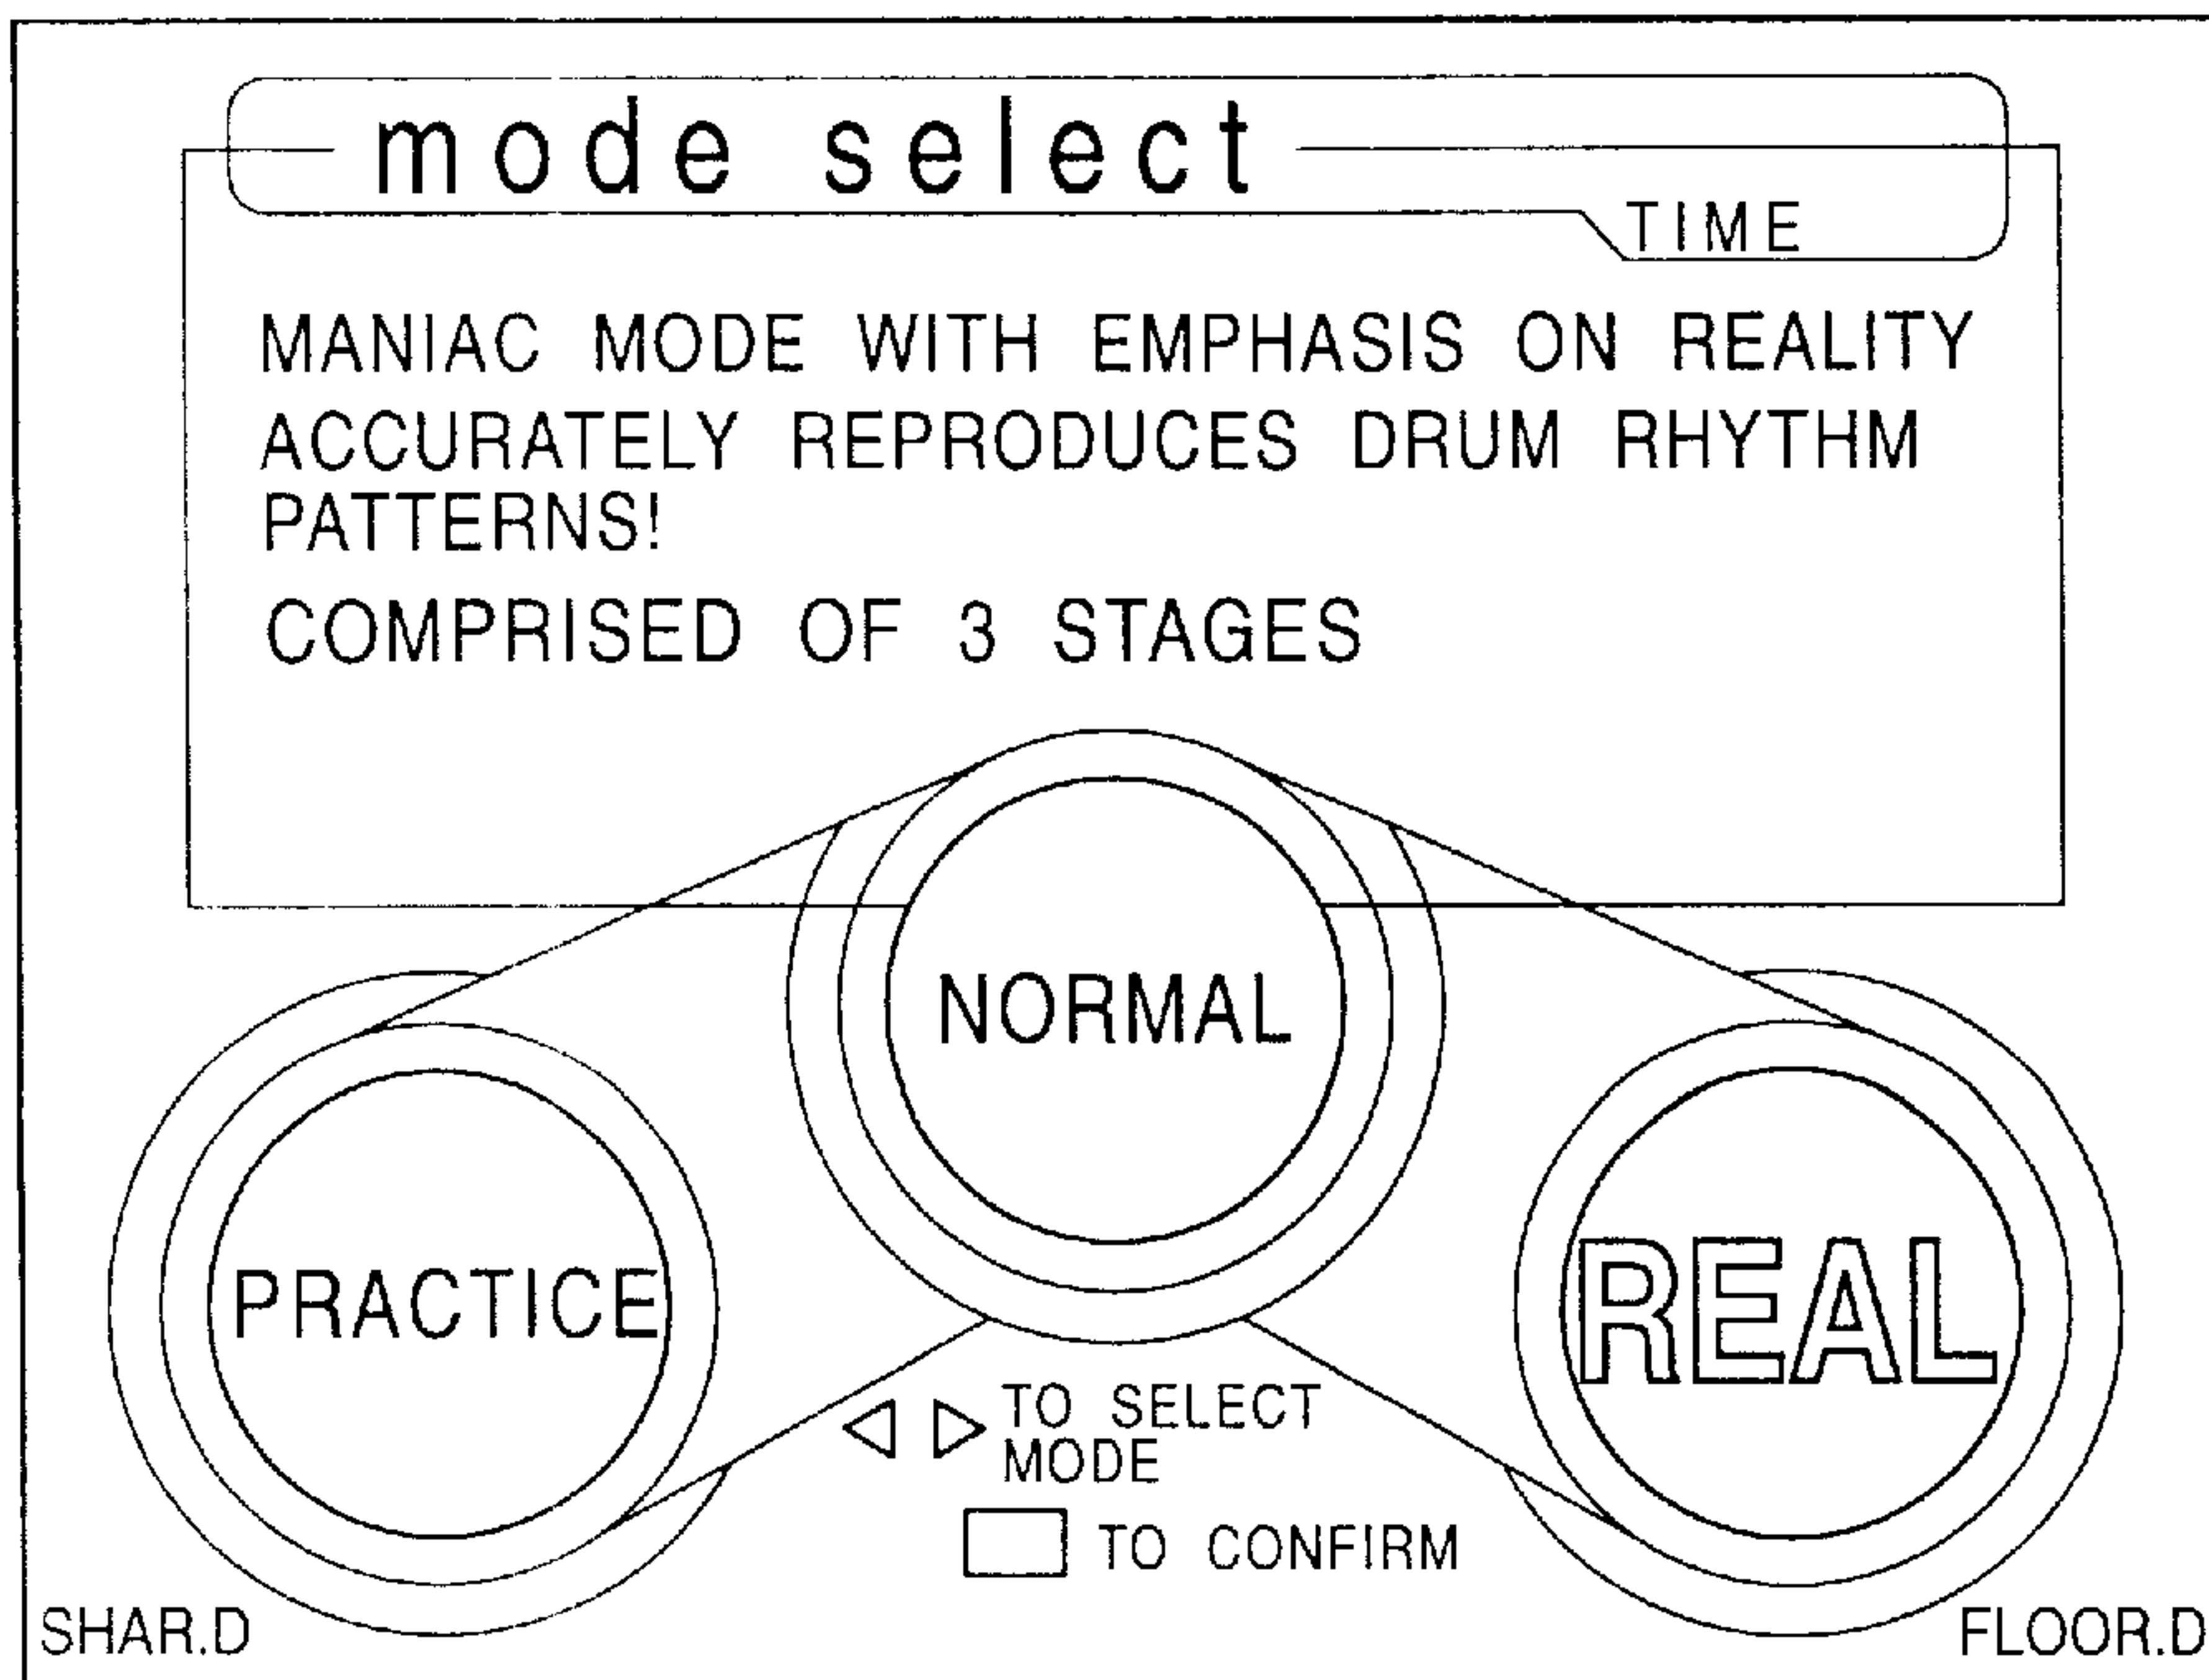 mode select
TIME
MANIAC MODE WITH EMPHASIS ON REALITY
ACCURATELY REPRODUCES DRUM RHYTHM
PATTERNS!
COMPRISED OF 3 STAGES
NORMAL
PRACTICE
REAL
TO SELECT
MODE
TO CONFIRM
SHAR.D
FLOOR.D